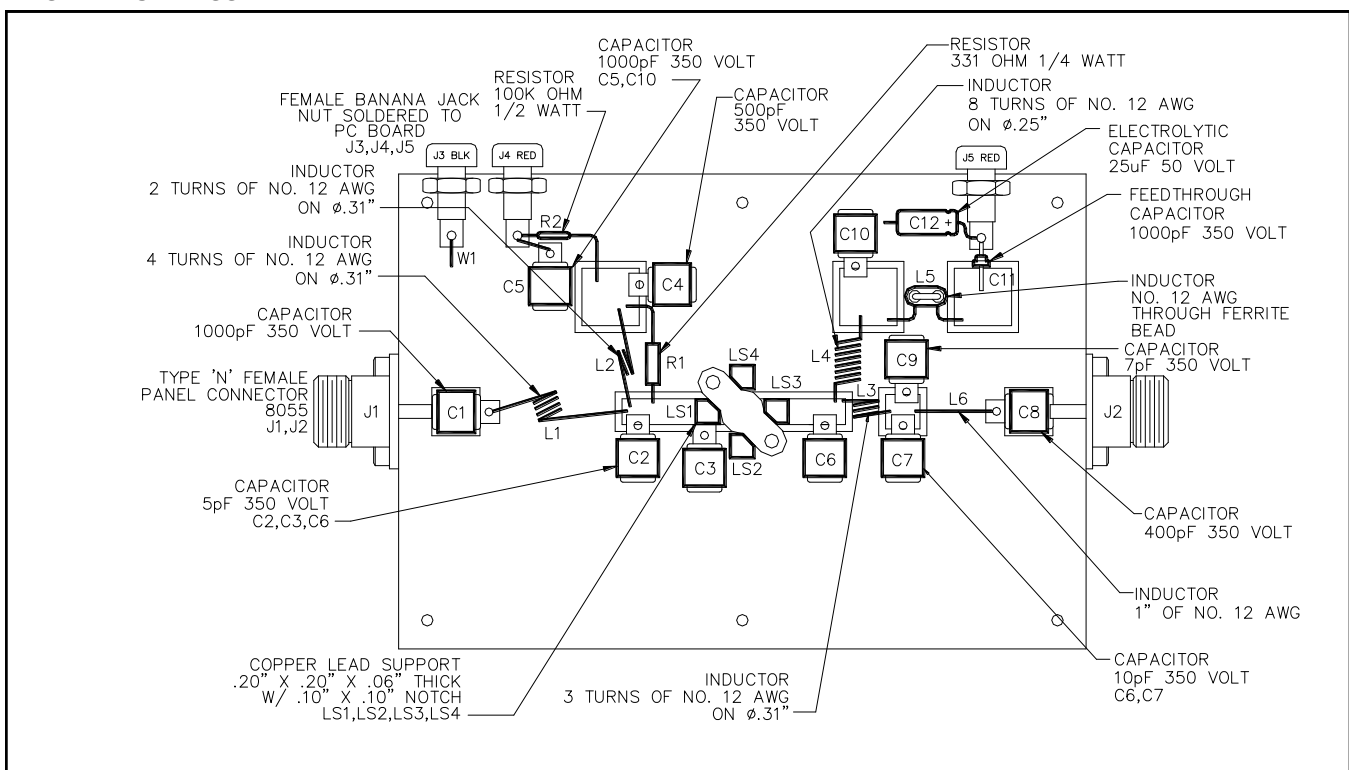 CAPACITOR
1000pF 350 VOLT
C5,C10
RESISTOR
100K OHM
1/2 WATT
FEMALE BANANA JACK
NUT SOLDERED TO
PC BOARD
J3,J4,J5
CAPACITOR
500pF
350 VOLT
RESISTOR
331 OHM 1/4 WATT
INDUCTOR
8 TURNS OF NO. 12 AWG
ON ø.25"
ELECTROLYTIC
CAPACITOR
25uF 50 VOLT
FEEDTHROUGH
CAPACITOR
1000pF 350 VOLT
INDUCTOR
NO. 12 AWG
THROUGH FERRITE
BEAD
CAPACITOR
7pF 350 VOLT
INDUCTOR
2 TURNS OF NO. 12 AWG
ON ø.31"
INDUCTOR
4 TURNS OF NO. 12 AWG
ON ø.31"
CAPACITOR
1000pF 350 VOLT
TYPE 'N' FEMALE
PANEL CONNECTOR
8055
J1,J2
J3 BLK
J4 RED
J5 RED
R2
W1
C5
C4
C10
C12 +
C11
L5
L2
R1
LS4
LS3
L4
C9
L3
L6
J1
C1
L1
LS1
C2
C3
LS2
C6
C7
C8
J2
CAPACITOR
5pF 350 VOLT
C2,C3,C6
CAPACITOR
400pF 350 VOLT
INDUCTOR
1" OF NO. 12 AWG
COPPER LEAD SUPPORT
.20" X .20" X .06" THICK
W/ .10" X .10" NOTCH
LS1,LS2,LS3,LS4
INDUCTOR
3 TURNS OF NO. 12 AWG
ON ø.31"
CAPACITOR
10pF 350 VOLT
C6,C7